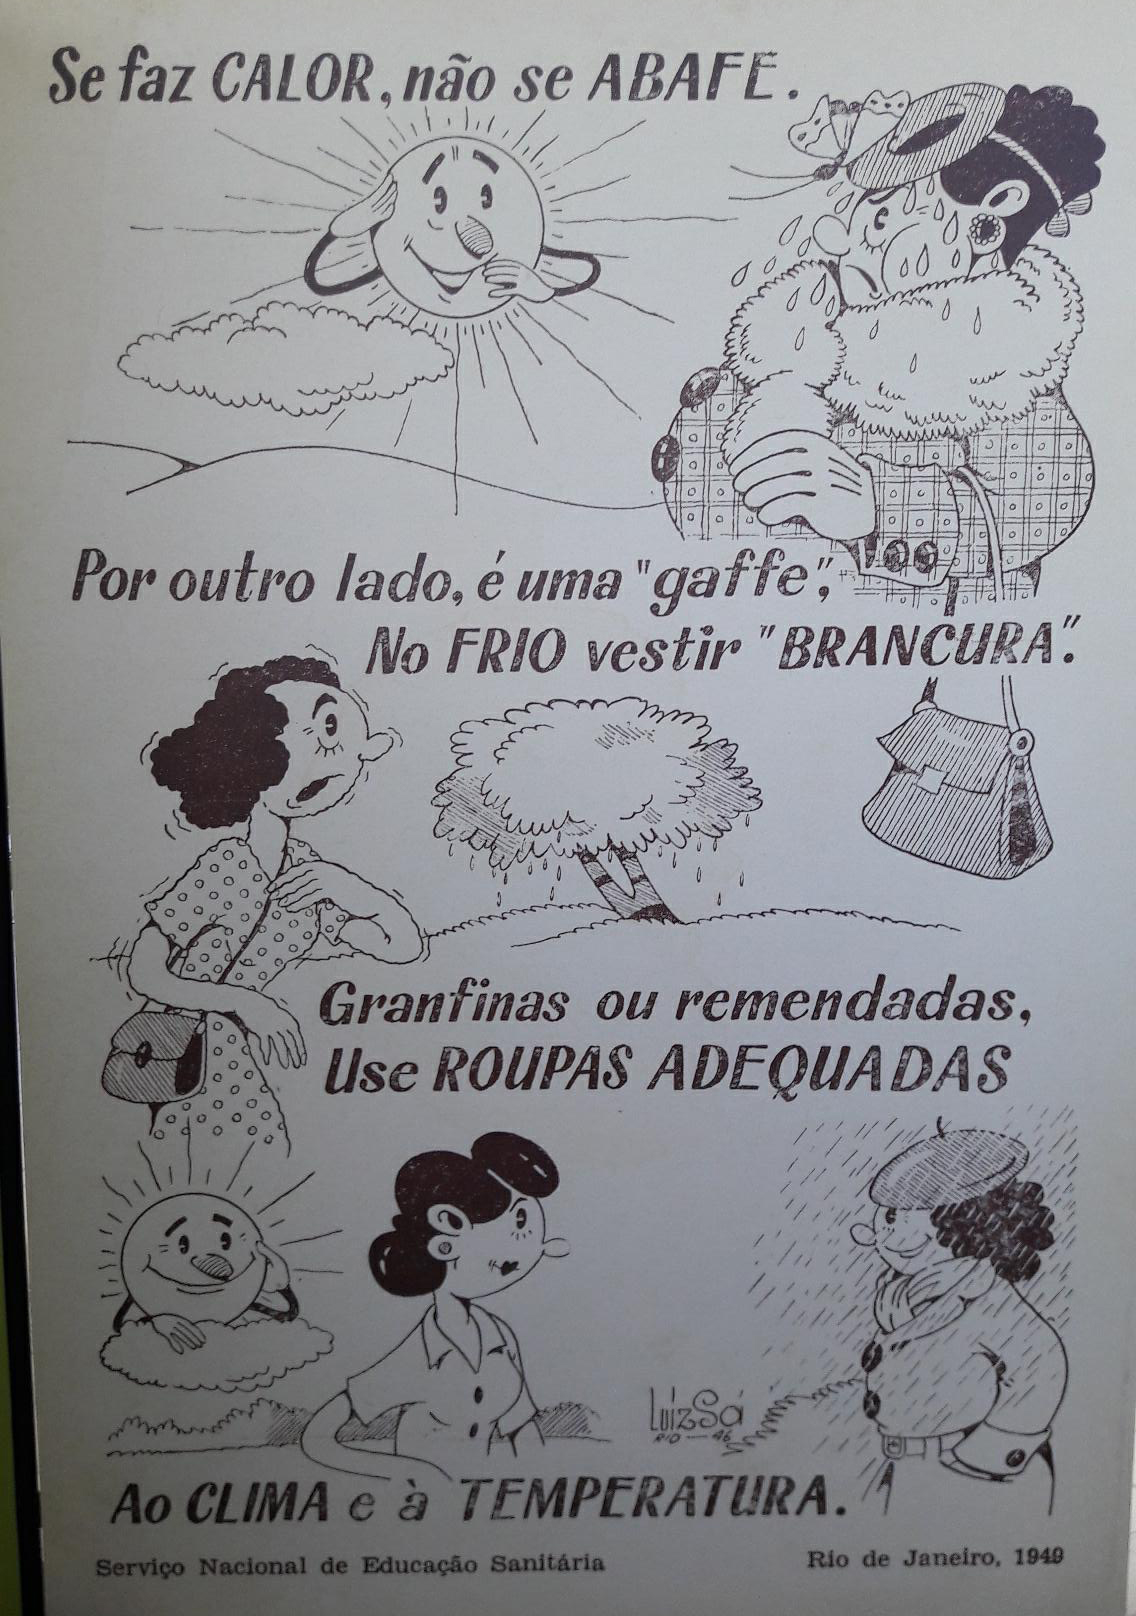 Se faz CALOR, não se ABAFE.
Por outro lado, é uma "gaffe",
No FRIO vestir "BRANCURA".
Granfinas ou remendadas,
Use ROUPAS ADEQUADAS
LuizSá
RIO — 46
Ao CLIMA e à TEMPERATURA.
Serviço Nacional de Educação Sanitária
Rio de Janeiro, 1949